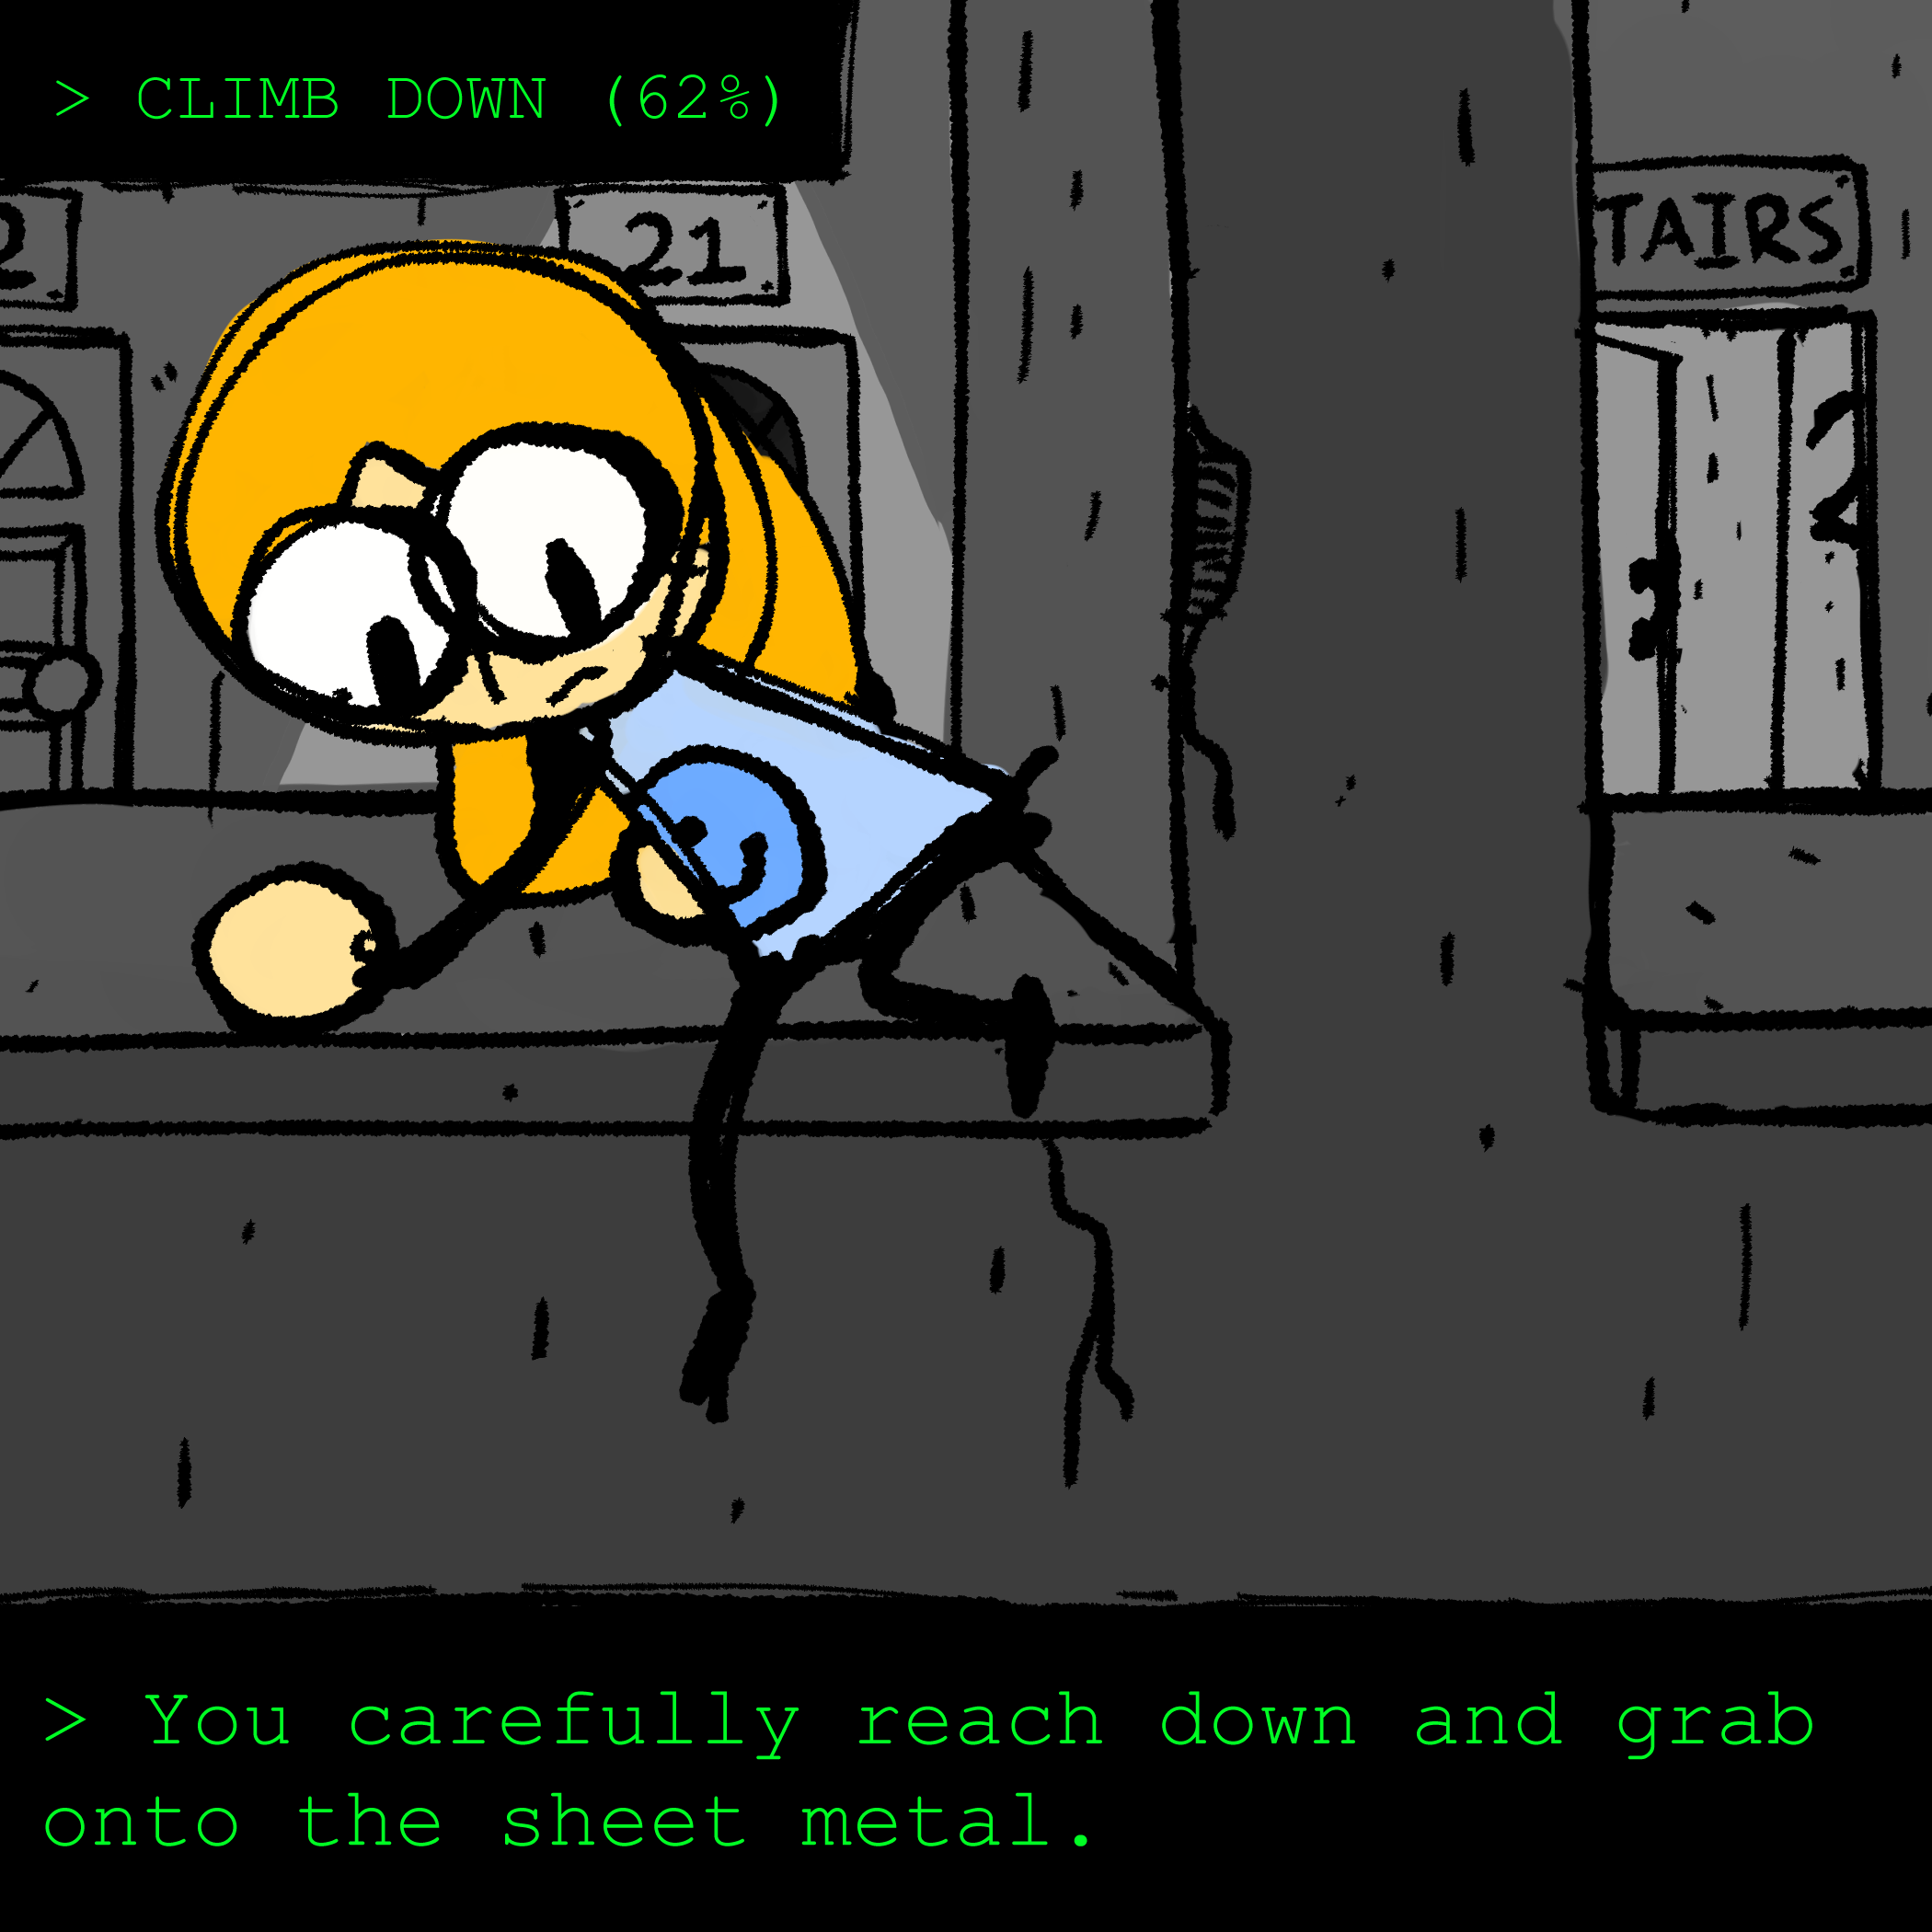 > CLIMB DOWN (62%)
21
TAIRS
> You carefully reach down and grab
onto the sheet metal.